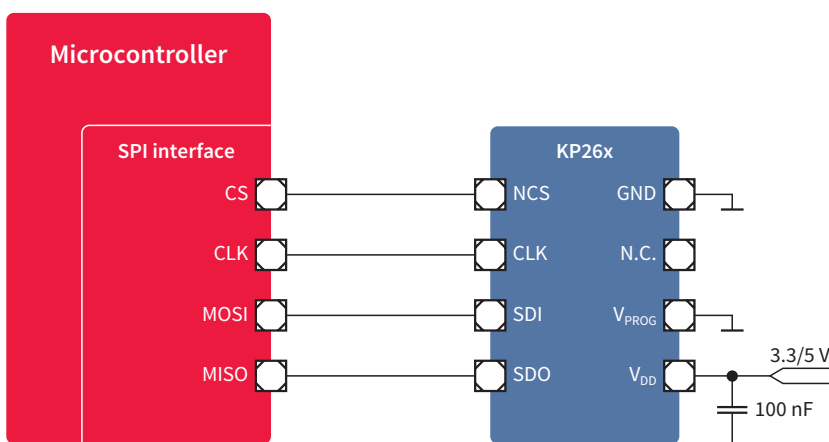 Microcontroller
SPI interface
KP26x
CS
NCS
GND
CLK
CLK
N.C.
MOSI
SDI
VPROG
MISO
SDO
VDD
3.3/5 V
100 nF